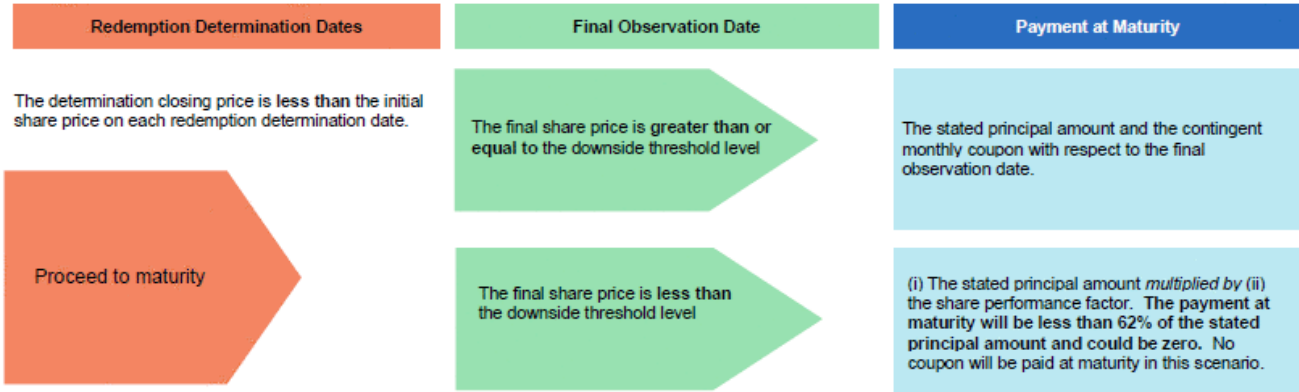 Redemption Determination Dates
Final Observation Date
Payment at Maturity
The determination closing price is less than the initial
share price on each redemption determination date.
Proceed to maturity
The final share price is greater than or
equal to the downside threshold level
The stated principal amount and the contingent
monthly coupon with respect to the final
observation date.
The final share price is less than
the downside threshold level
(i) The stated principal amount multiplied by (ii)
the share performance factor. The payment at
maturity will be less than 62% of the stated
principal amount and could be zero. No
coupon will be paid at maturity in this scenario.